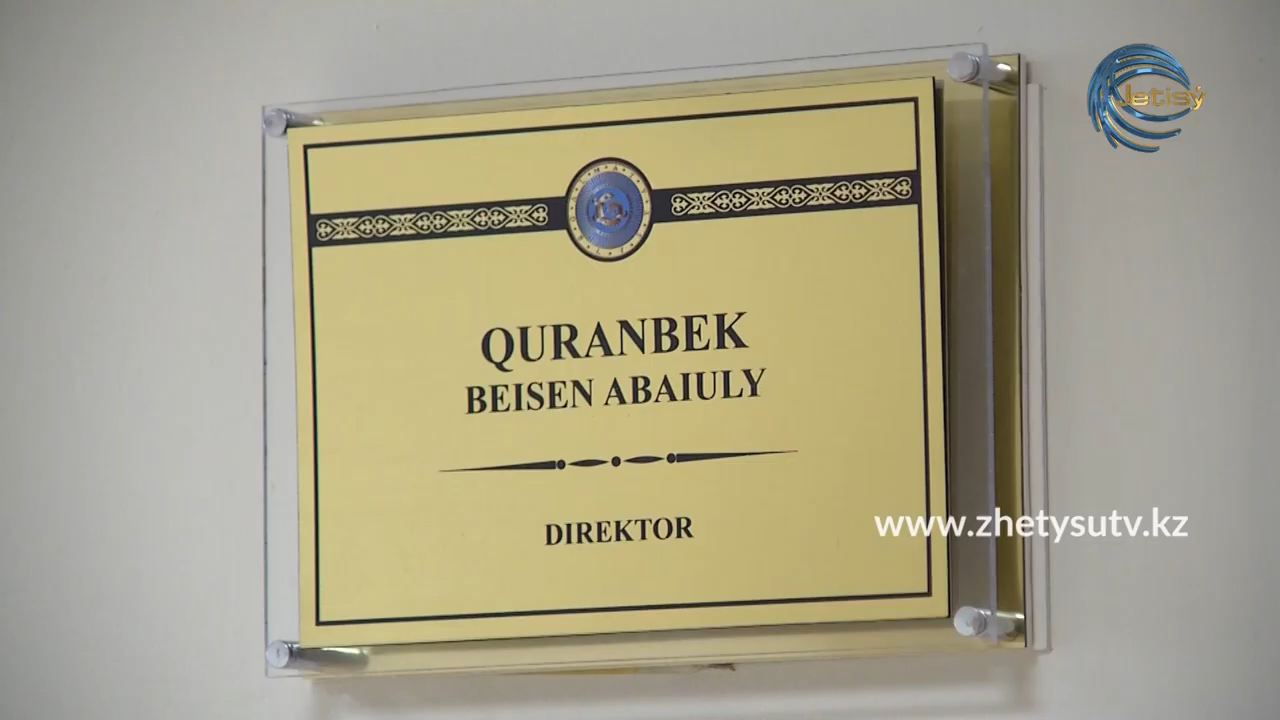 Jetisý
QURANBEK
BEISEN ABAIULY
DIREKTOR
www.zhetysutv.kz